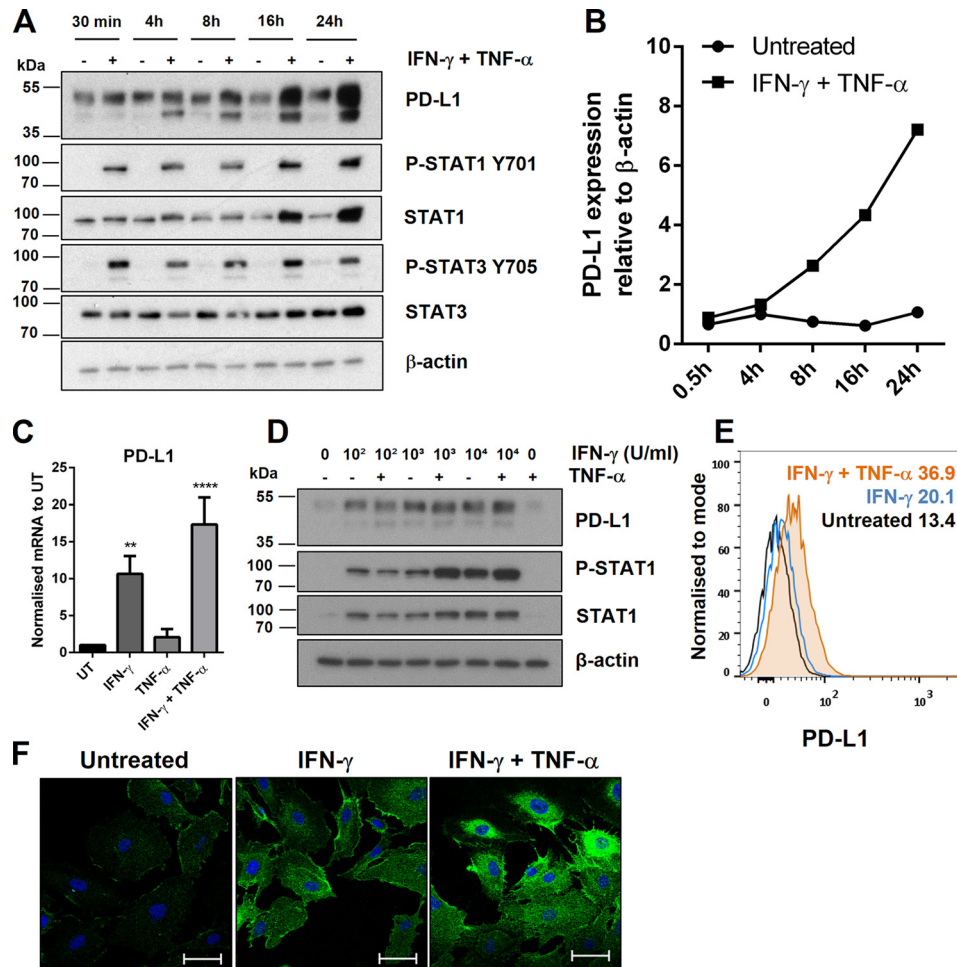 A
30 min 4h 8h 16h 24h
- + - + - + - + - + IFN-γ + TNF-α
kDa
55
35
PD-L1
100
70
P-STAT1 Y701
100
70
STAT1
100
70
P-STAT3 Y705
100
70
STAT3
β-actin
B
Untreated
IFN-γ + TNF-α
PD-L1 expression
relative to β-actin
10
8
6
4
2
0
0.5h 4h 8h 16h 24h
C
PD-L1
Normalised mRNA to UT
25
20
15
10
5
0
**
****
UT IFN-γ TNF-α IFN-γ + TNF-α
D
0 10² 10² 10³ 10³ 10⁴ 10⁴ 0 IFN-γ (U/ml)
- - + - + - + + TNF-α
kDa
55
35
PD-L1
100
70
P-STAT1
100
70
STAT1
β-actin
E
IFN-γ + TNF-α 36.9
IFN-γ 20.1
Untreated 13.4
Normalised to mode
100
80
60
40
20
0
0 10² 10³
PD-L1
F
Untreated IFN-γ IFN-γ + TNF-α